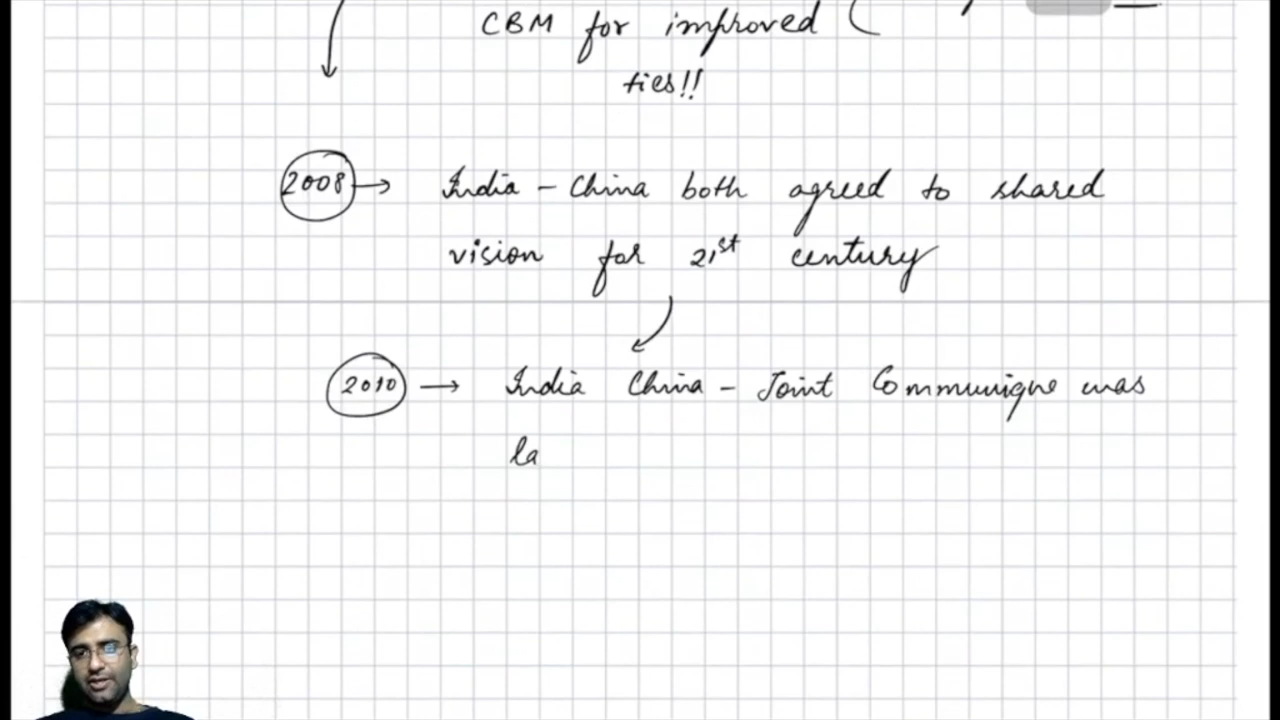 CBM for improved
ties!!
2008 → India - China both agreed to shared
vision for 21st century
2010 → India China - Joint Communique was
la